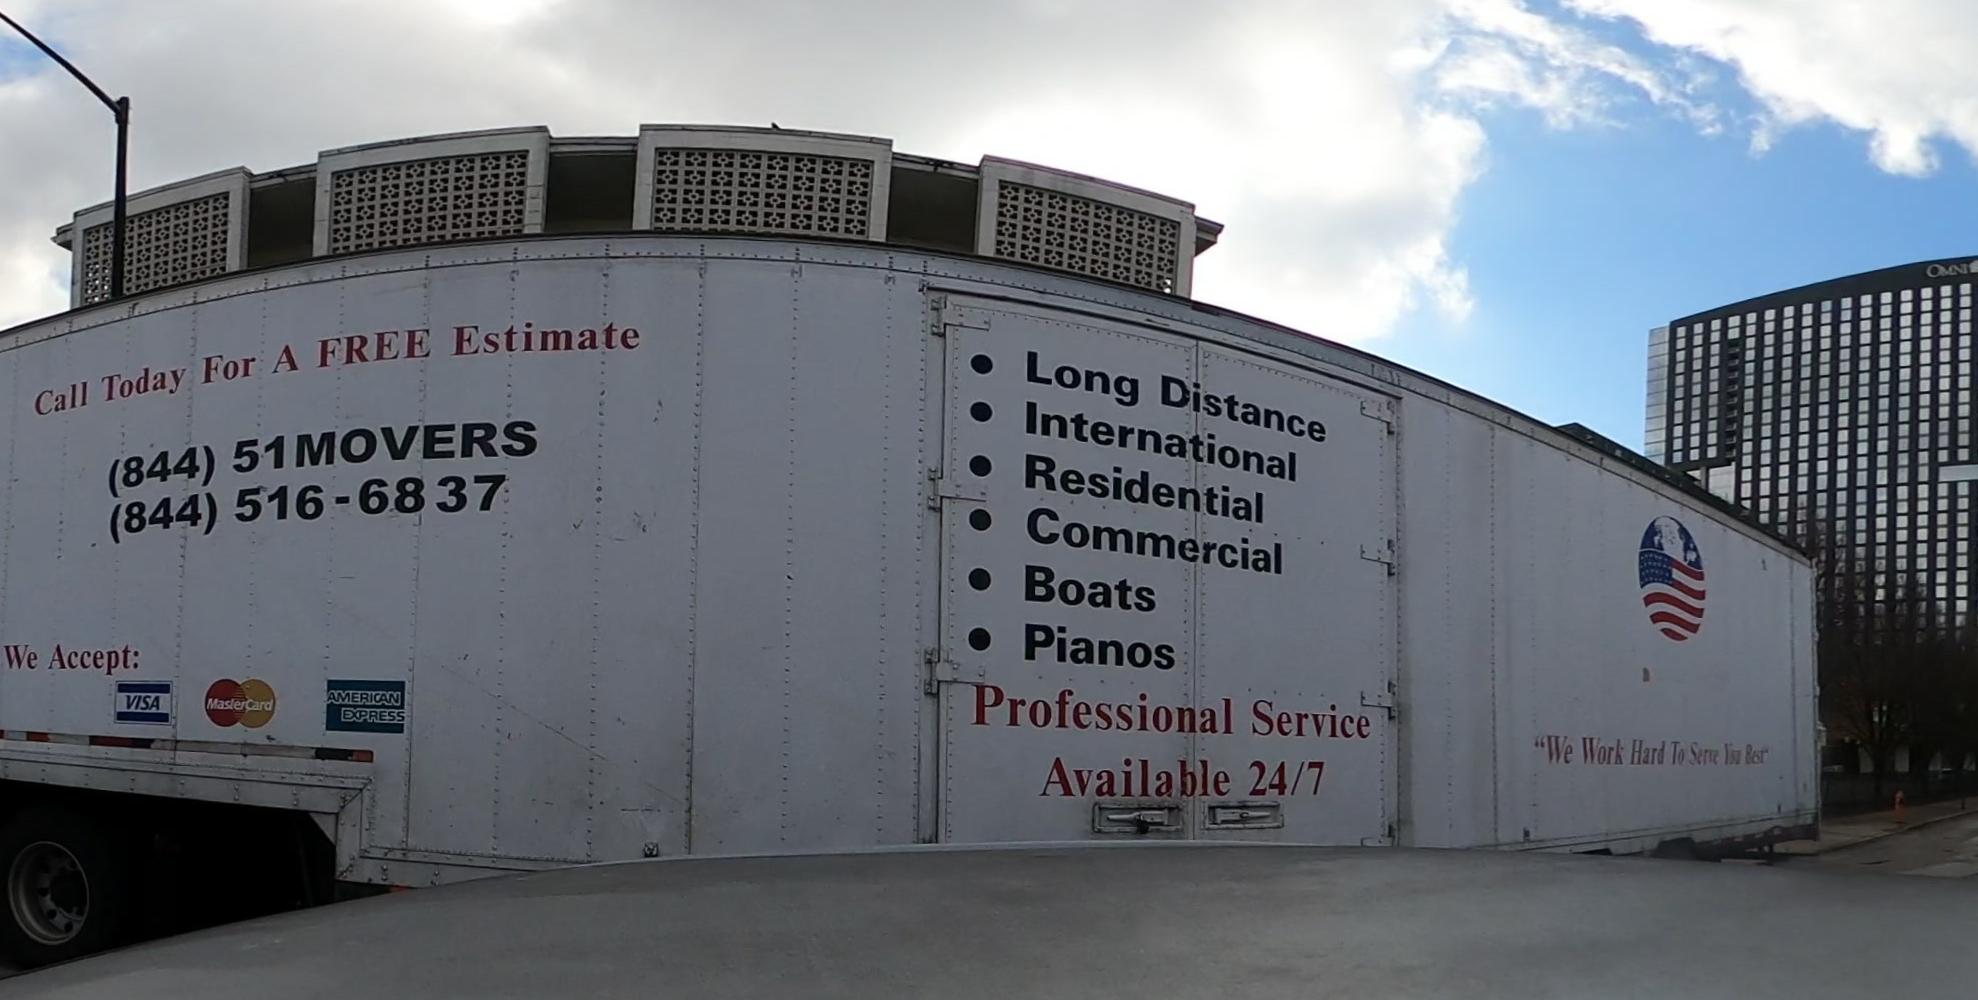 Call Today For A FREE Estimate
(844) 51MOVERS
(844) 516-6837
We Accept:
VISA
MasterCard
AMERICAN
EXPRESS
• Long Distance
• International
• Residential
• Commercial
• Boats
• Pianos
Professional Service
Available 24/7
“We Work Hard To Serve You Best“
OMNI